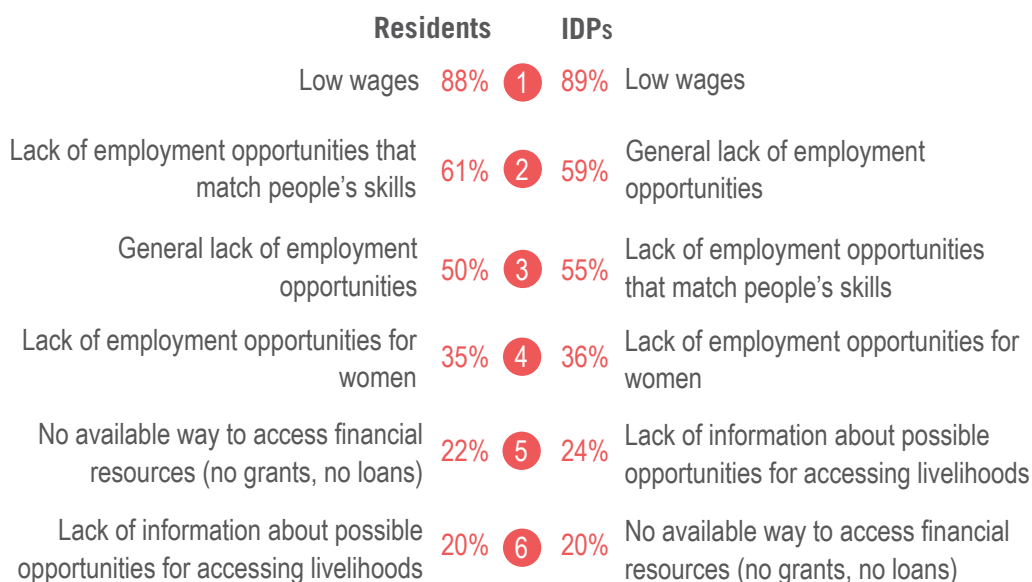 Residents IDPs
Low wages 88% 1 89% Low wages
Lack of employment opportunities that
match people's skills
61% 2 59%
General lack of employment
opportunities
General lack of employment
opportunities
50% 3 55%
Lack of employment opportunities
that match people's skills
Lack of employment opportunities for
women
35% 4 36%
Lack of employment opportunities for
women
No available way to access financial
resources (no grants, no loans)
22% 5 24%
Lack of information about possible
opportunities for accessing livelihoods
Lack of information about possible
opportunities for accessing livelihoods
20% 6 20%
No available way to access financial
resources (no grants, no loans)